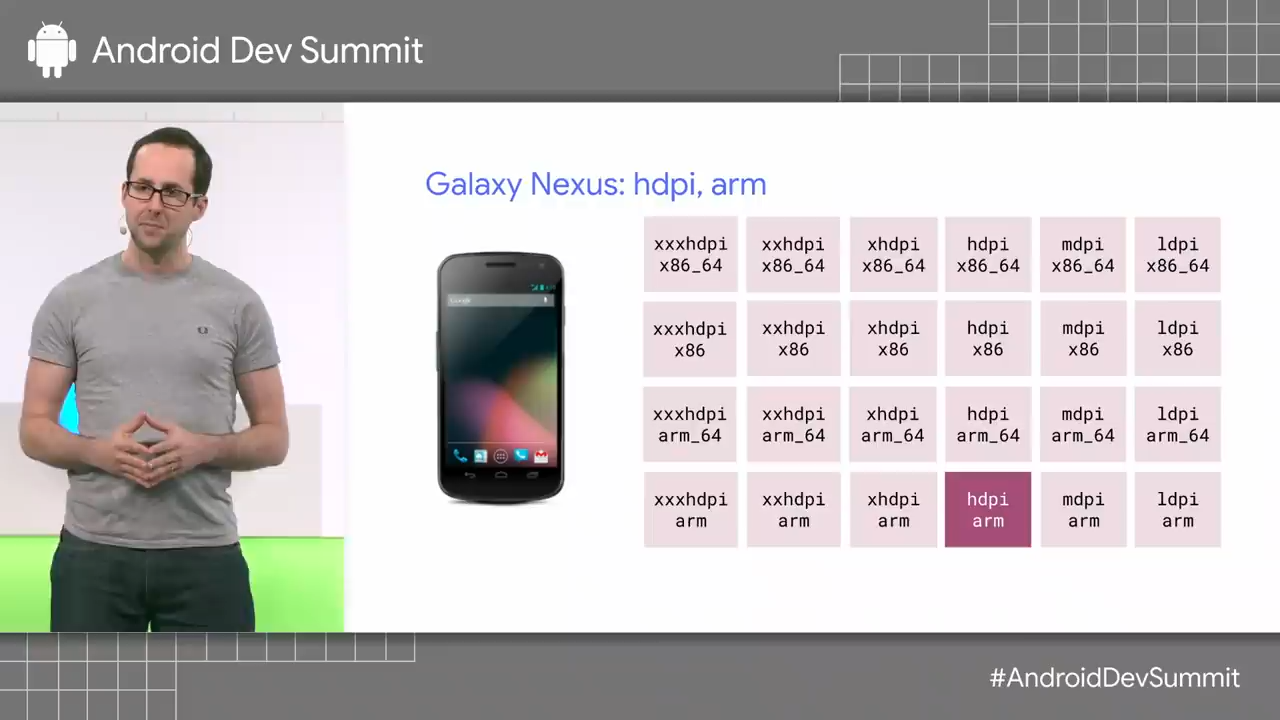 Android Dev Summit
Galaxy Nexus: hdpi, arm
xxxhdpi x86_64
xxhdpi x86_64
xhdpi x86_64
hdpi x86_64
mdpi x86_64
ldpi x86_64
xxxhdpi x86
xxhdpi x86
xhdpi x86
hdpi x86
mdpi x86
ldpi x86
xxxhdpi arm_64
xxhdpi arm_64
xhdpi arm_64
hdpi arm_64
mdpi arm_64
ldpi arm_64
xxxhdpi arm
xxhdpi arm
xhdpi arm
hdpi arm
mdpi arm
ldpi arm
Google
#AndroidDevSummit